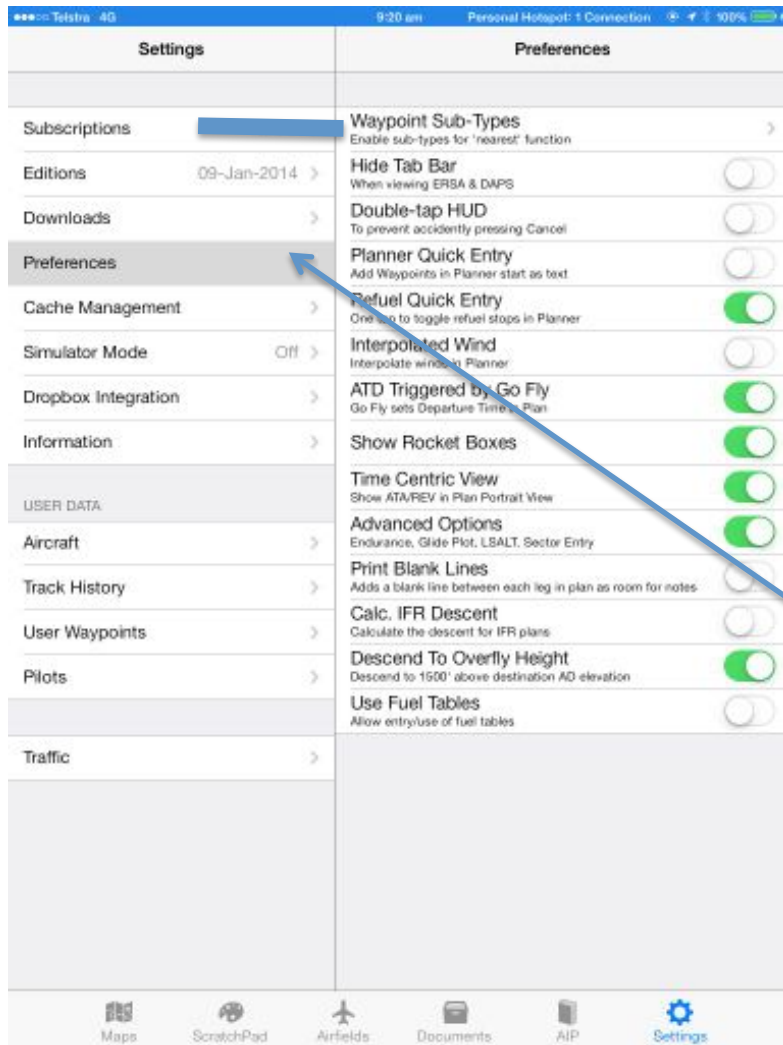 Telstra 4G 9:20 am Personal Hotspot: 1 Connection 100%
Settings
Subscriptions
Editions 09-Jan-2014
Downloads
Preferences
Cache Management
Simulator Mode Off
Dropbox Integration
Information
USER DATA
Aircraft
Track History
User Waypoints
Pilots
Traffic
Preferences
Waypoint Sub-Types
Enable sub-types for 'nearest' function
Hide Tab Bar
When viewing ERSA & DAPS
Double-tap HUD
To prevent accidently pressing Cancel
Planner Quick Entry
Add Waypoints in Planner start as text
Refuel Quick Entry
One tap to toggle refuel stops in Planner
Interpolated Wind
Interpolate winds in Planner
ATD Triggered by Go Fly
Go Fly sets Departure Time in Plan
Show Rocket Boxes
Time Centric View
Show ATA/REV in Plan Portrait View
Advanced Options
Endurance, Glide Plot, LSALT, Sector Entry
Print Blank Lines
Adds a blank line between each leg in plan as room for notes
Calc. IFR Descent
Calculate the descent for IFR plans
Descend To Overfly Height
Descend to 1500' above destination AD elevation
Use Fuel Tables
Allow entry/use of fuel tables
Maps ScratchPad Airfields Documents AIP Settings